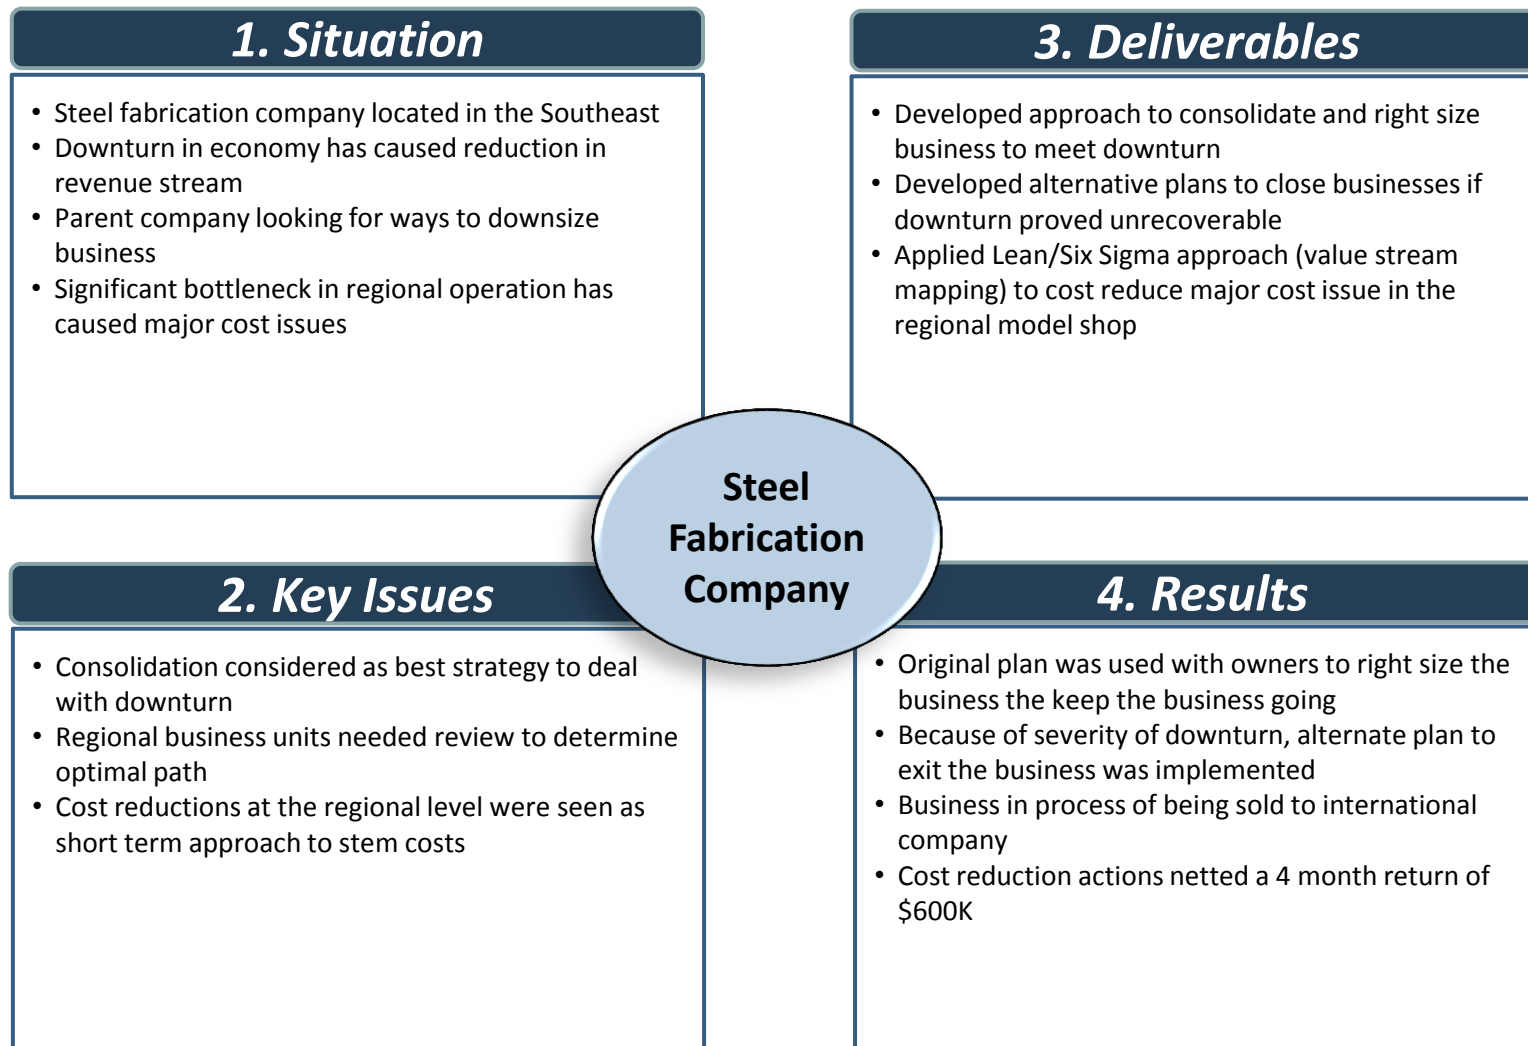 1. Situation
• Steel fabrication company located in the Southeast
• Downturn in economy has caused reduction in
revenue stream
• Parent company looking for ways to downsize
business
• Significant bottleneck in regional operation has
caused major cost issues
2. Key Issues
• Consolidation considered as best strategy to deal
with downturn
• Regional business units needed review to determine
optimal path
• Cost reductions at the regional level were seen as
short term approach to stem costs
Steel
Fabrication
Company
3. Deliverables
• Developed approach to consolidate and right size
business to meet downturn
• Developed alternative plans to close businesses if
downturn proved unrecoverable
• Applied Lean/Six Sigma approach (value stream
mapping) to cost reduce major cost issue in the
regional model shop
4. Results
• Original plan was used with owners to right size the
business the keep the business going
• Because of severity of downturn, alternate plan to
exit the business was implemented
• Business in process of being sold to international
company
• Cost reduction actions netted a 4 month return of
$600K